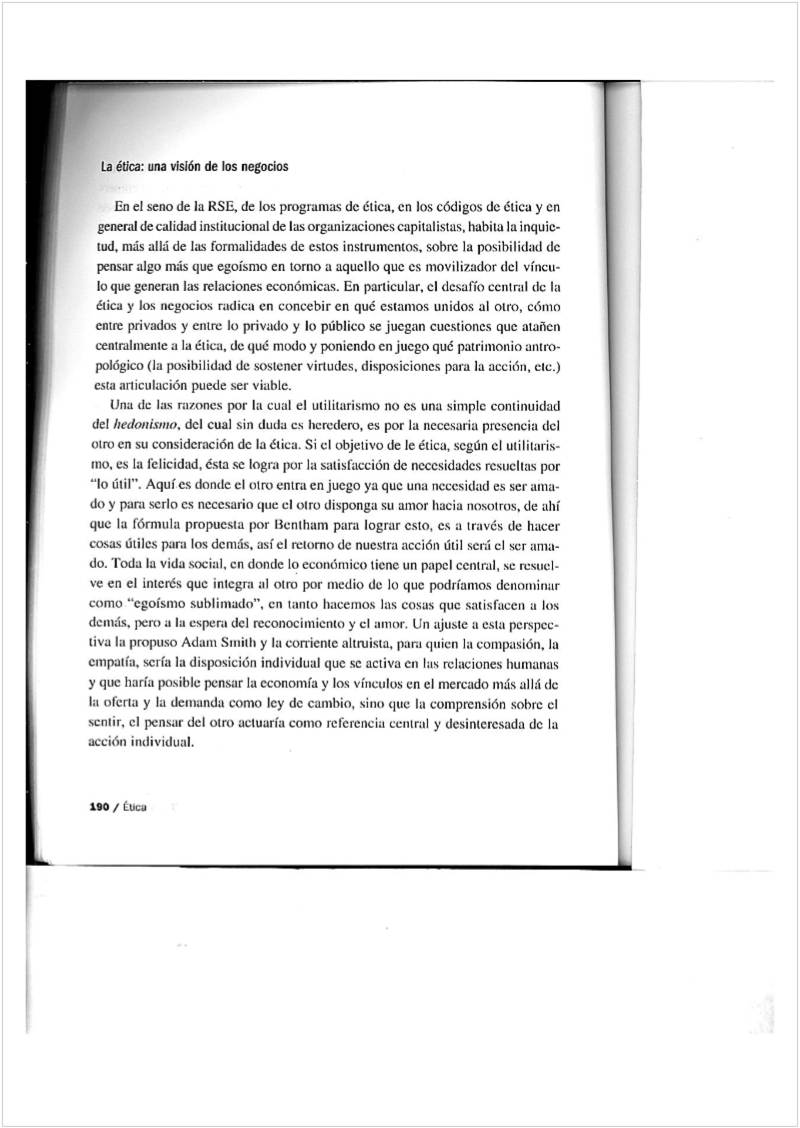 La ética: una visión de los negocios
En el seno de la RSE, de los programas de ética, en los códigos de ética y en
general de calidad institucional de las organizaciones capitalistas, habita la inquie-
tud, más allá de las formalidades de estos instrumentos, sobre la posibilidad de
pensar algo más que egoísmo en torno a aquello que es movilizador del víncu-
lo que generan las relaciones económicas. En particular, el desafío central de la
ética y los negocios radica en concebir en qué estamos unidos al otro, cómo
entre privados y entre lo privado y lo público se juegan cuestiones que atañen
centralmente a la ética, de qué modo y poniendo en juego qué patrimonio antro-
pológico (la posibilidad de sostener virtudes, disposiciones para la acción, etc.)
esta articulación puede ser viable.
Una de las razones por la cual el utilitarismo no es una simple continuidad
del hedonismo, del cual sin duda es heredero, es por la necesaria presencia del
otro en su consideración de la ética. Si el objetivo de le ética, según el utilitaris-
mo, es la felicidad, ésta se logra por la satisfacción de necesidades resueltas por
“lo útil”. Aquí es donde el otro entra en juego ya que una necesidad es ser ama-
do y para serlo es necesario que el otro disponga su amor hacia nosotros, de ahí
que la fórmula propuesta por Bentham para lograr esto, es a través de hacer
cosas útiles para los demás, así el retorno de nuestra acción útil será el ser ama-
do. Toda la vida social, en donde lo económico tiene un papel central, se resuel-
ve en el interés que integra al otro por medio de lo que podríamos denominar
como “egoísmo sublimado”, en tanto hacemos las cosas que satisfacen a los
demás, pero a la espera del reconocimiento y el amor. Un ajuste a esta perspec-
tiva la propuso Adam Smith y la corriente altruista, para quien la compasión, la
empatía, sería la disposición individual que se activa en las relaciones humanas
y que haría posible pensar la economía y los vínculos en el mercado más allá de
la oferta y la demanda como ley de cambio, sino que la comprensión sobre el
sentir, el pensar del otro actuaría como referencia central y desinteresada de la
acción individual.
190 / Ética